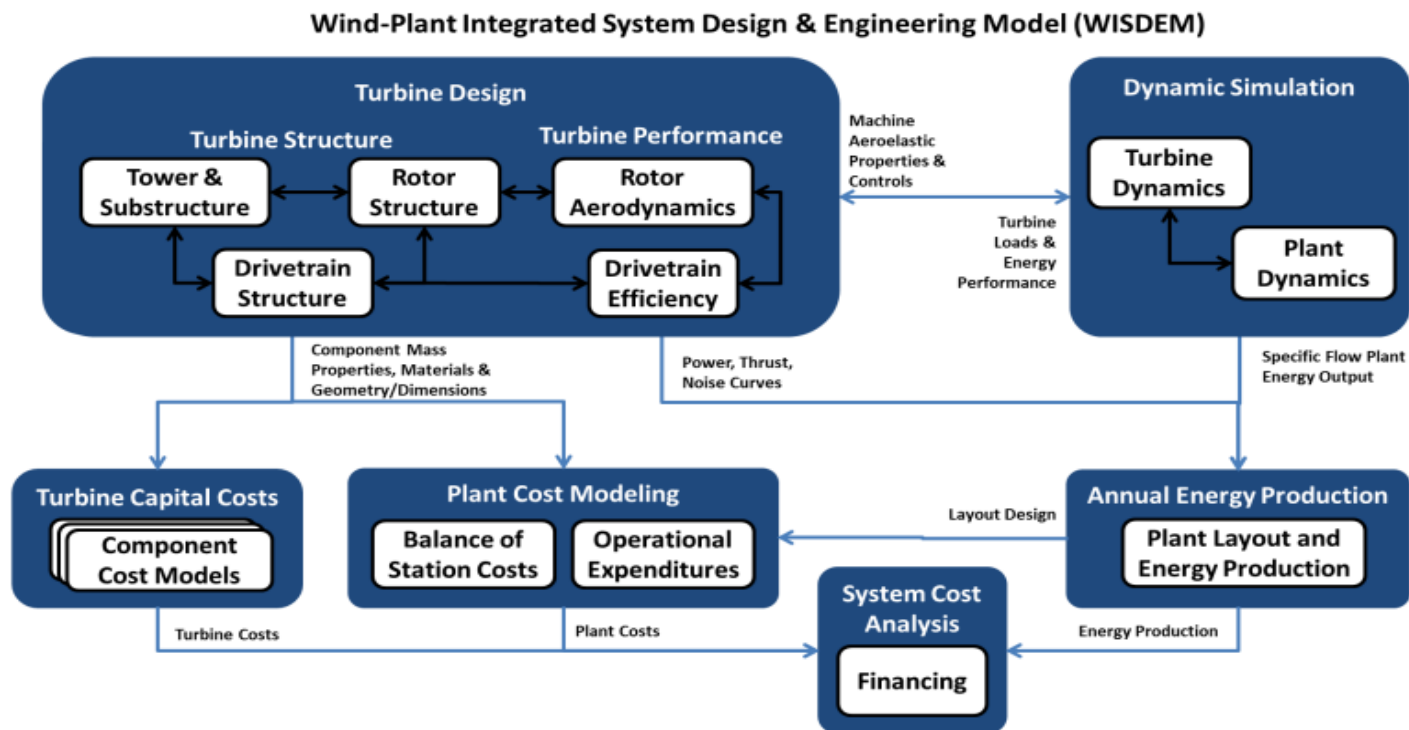 Wind-Plant Integrated System Design & Engineering Model (WISDEM)
Turbine Design
Turbine Structure
Turbine Performance
Tower &
Substructure
Rotor
Structure
Rotor
Aerodynamics
Drivetrain
Structure
Drivetrain
Efficiency
Machine
Aeroelastic
Properties &
Controls
Turbine
Loads &
Energy
Performance
Dynamic Simulation
Turbine
Dynamics
Plant
Dynamics
Component Mass
Properties, Materials &
Geometry/Dimensions
Power, Thrust,
Noise Curves
Specific Flow Plant
Energy Output
Turbine Capital Costs
Component
Cost Models
Plant Cost Modeling
Balance of
Station Costs
Operational
Expenditures
Layout Design
Annual Energy Production
Plant Layout and
Energy Production
Turbine Costs
Plant Costs
System Cost
Analysis
Financing
Energy Production